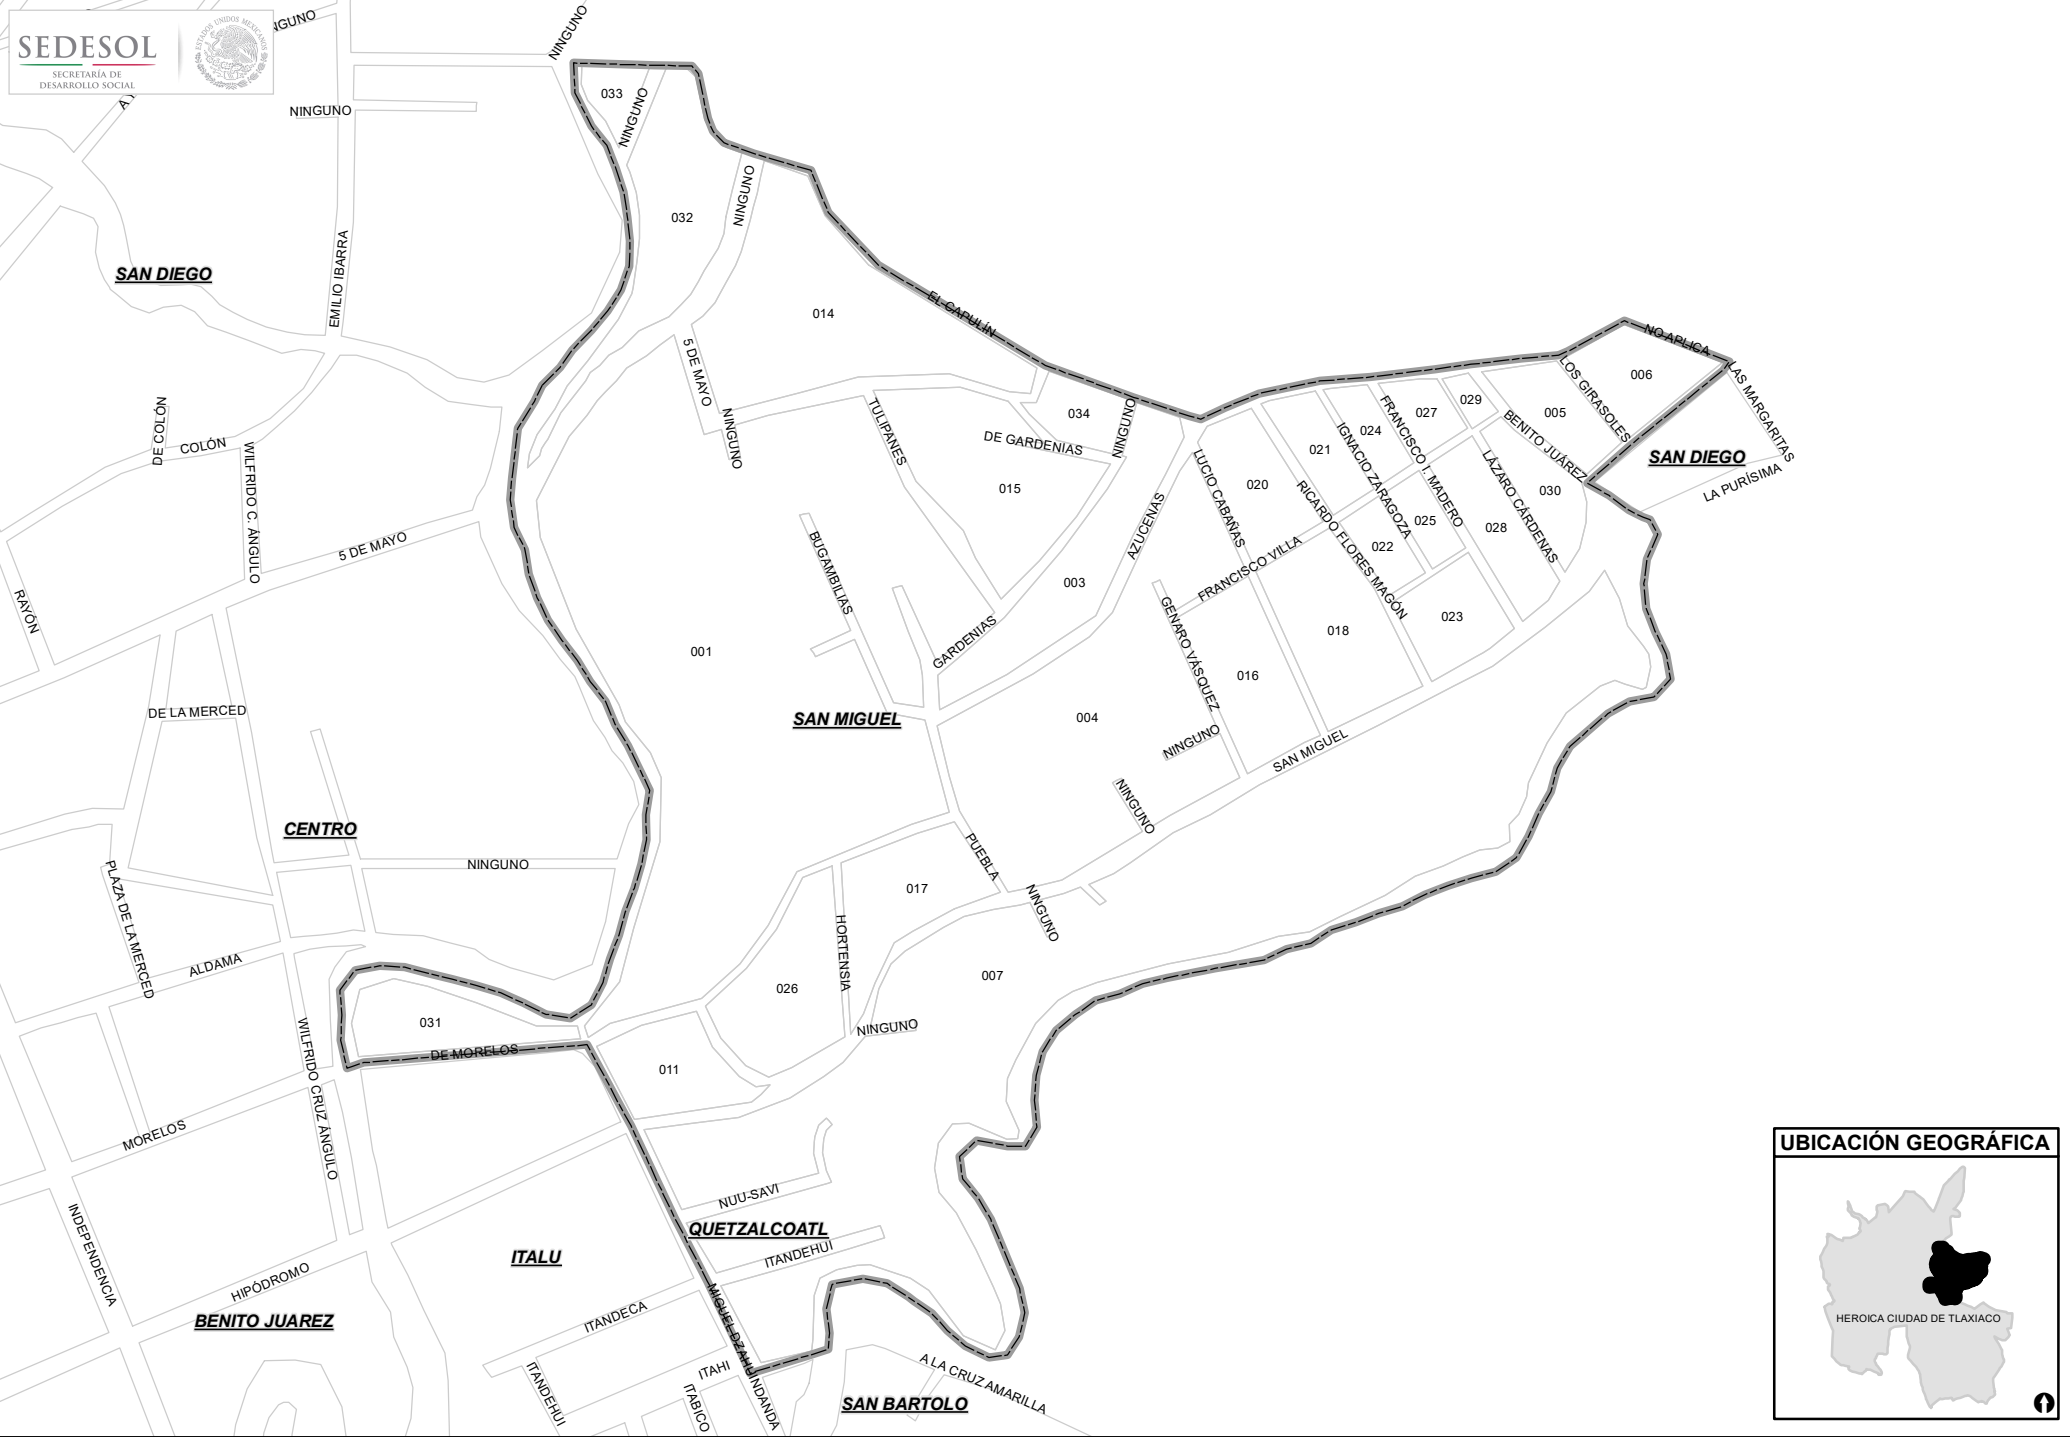 SEDESOL
SECRETARÍA DE
DESARROLLO SOCIAL
ESTADOS UNIDOS MEXICANOS
NINGUNO
NINGUNO
033
NINGUNO
NINGUNO
032
NINGUNO
SAN DIEGO
EMILIO IBARRA
014
EL CAPULÍN
5 DE MAYO
NINGUNO
TULIPANES
034
DE GARDENIAS
NINGUNO
015
NO APLICA
LOS GIRASOLES
006
LAS MARGARITAS
005
029
027
024
021
020
BENITO JUÁREZ
SAN DIEGO
LA PURÍSIMA
FRANCISCO I. MADERO
IGNACIO ZARAGOZA
RICARDO FLORES MAGÓN
LUCIO CABAÑAS
LÁZARO CÁRDENAS
030
028
025
022
FRANCISCO VILLA
AZUCENAS
003
023
018
016
GENARO VÁSQUEZ
DE COLÓN
COLÓN
WILFRIDO C. ÁNGULO
5 DE MAYO
RAYÓN
BUGAMBILIAS
001
GARDENIAS
SAN MIGUEL
004
NINGUNO
SAN MIGUEL
NINGUNO
DE LA MERCED
CENTRO
NINGUNO
PLAZA DE LA MERCED
ALDAMA
PUEBLA
017
NINGUNO
HORTENSIA
007
026
NINGUNO
031
DE MORELOS
WILFRIDO CRUZ ÁNGULO
011
MORELOS
INDEPENDENCIA
NUU-SAVI
QUETZALCOATL
ITANDEHUI
ITALU
HIPÓDROMO
BENITO JUAREZ
ITANDECA
MIGUEL DZAHUINDANDA
ITAHI
ITANDEHUI
ITABICO
A LA CRUZ AMARILLA
SAN BARTOLO
UBICACIÓN GEOGRÁFICA
HEROICA CIUDAD DE TLAXIACO